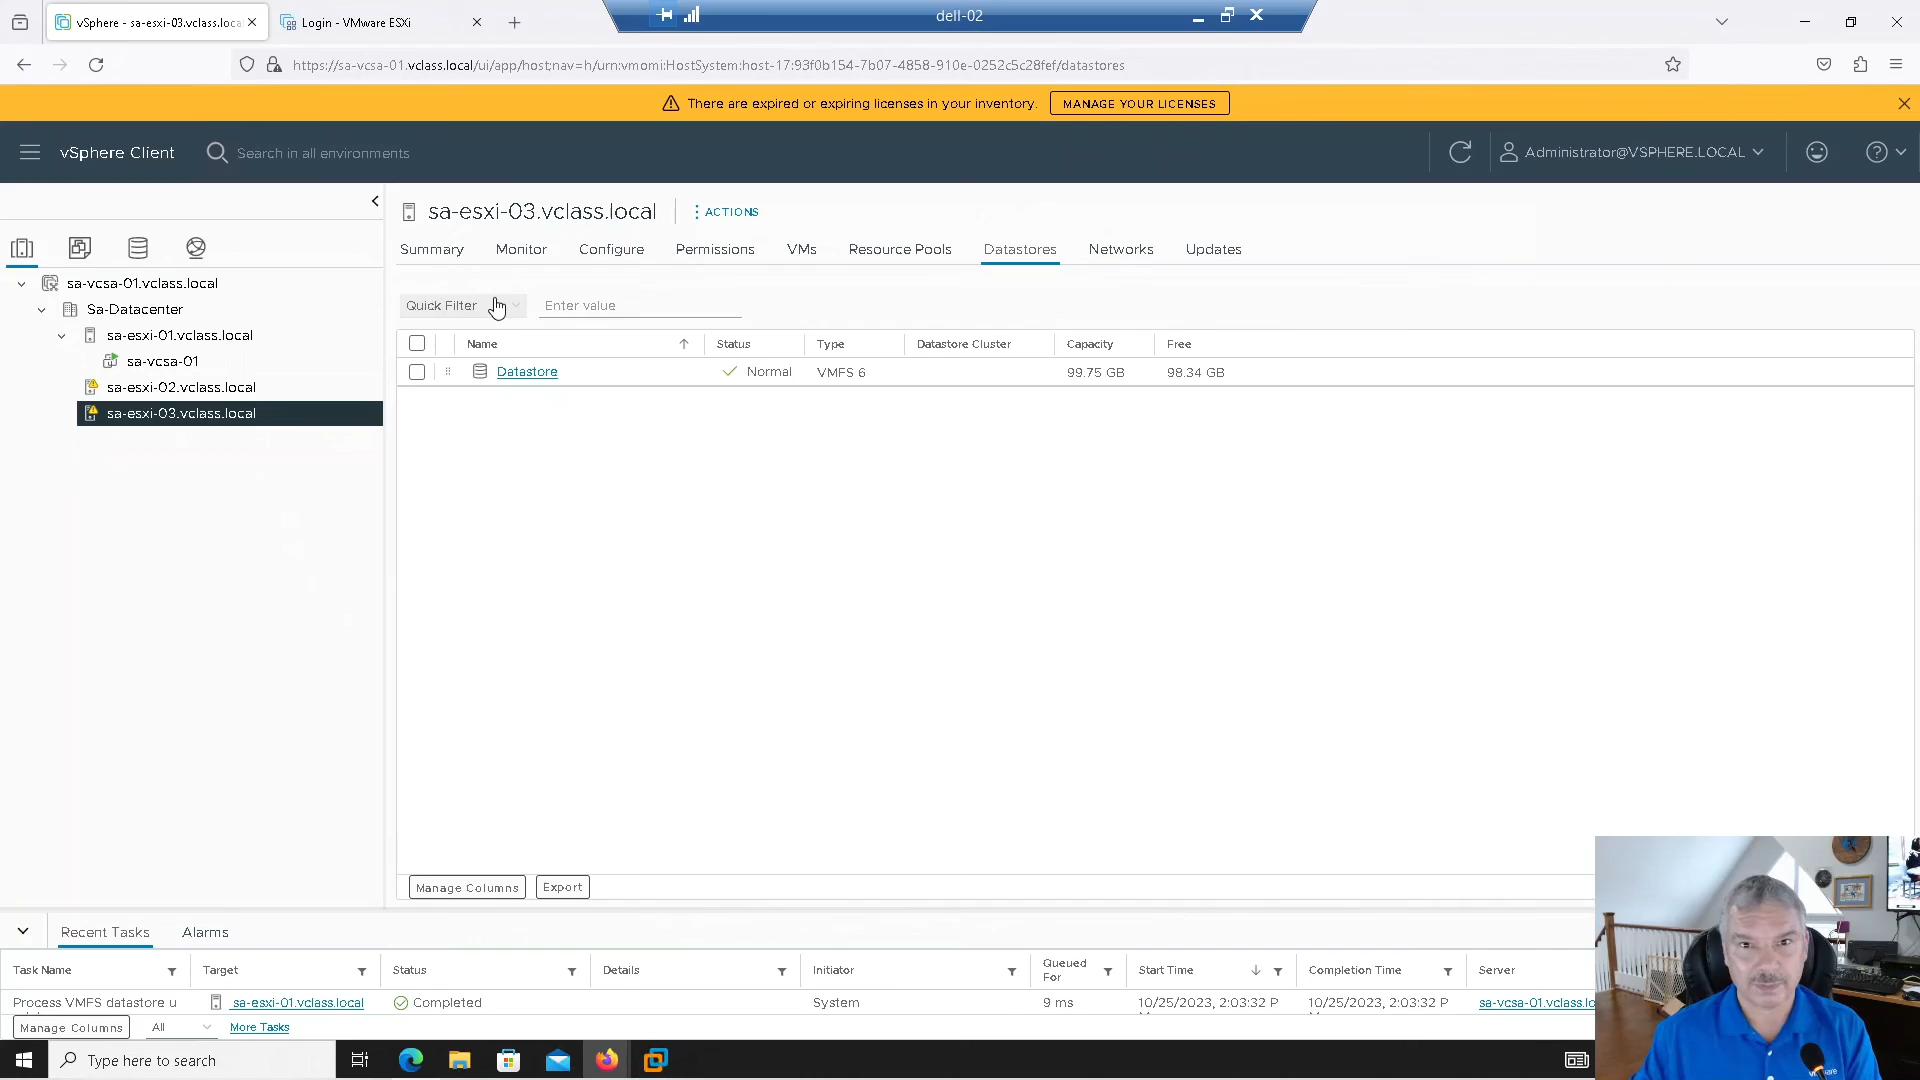 vSphere - sa-esxi-03.vclass.loca
Login - VMware ESXi
dell-02
https://sa-vcsa-01.vclass.local/ui/app/host;nav=h/urn:vmomi:HostSystem:host-17:93f0b154-7b07-4858-910e-0252c5c28fef/datastores
There are expired or expiring licenses in your inventory.
MANAGE YOUR LICENSES
vSphere Client
Search in all environments
Administrator@VSPHERE.LOCAL
sa-esxi-03.vclass.local
ACTIONS
Summary Monitor Configure Permissions VMs Resource Pools Datastores Networks Updates
sa-vcsa-01.vclass.local
Sa-Datacenter
sa-esxi-01.vclass.local
sa-vcsa-01
sa-esxi-02.vclass.local
sa-esxi-03.vclass.local
Quick Filter Enter value
Name Status Type Datastore Cluster Capacity Free
Datastore Normal VMFS 6 99.75 GB 98.34 GB
Manage Columns Export
Recent Tasks Alarms
Task Name Target Status Details Initiator Queued For Start Time Completion Time Server
Process VMFS datastore u sa-esxi-01.vclass.local Completed System 9 ms 10/25/2023, 2:03:32 P 10/25/2023, 2:03:32 P sa-vcsa-01.vclass.lo
Manage Columns All More Tasks
Type here to search